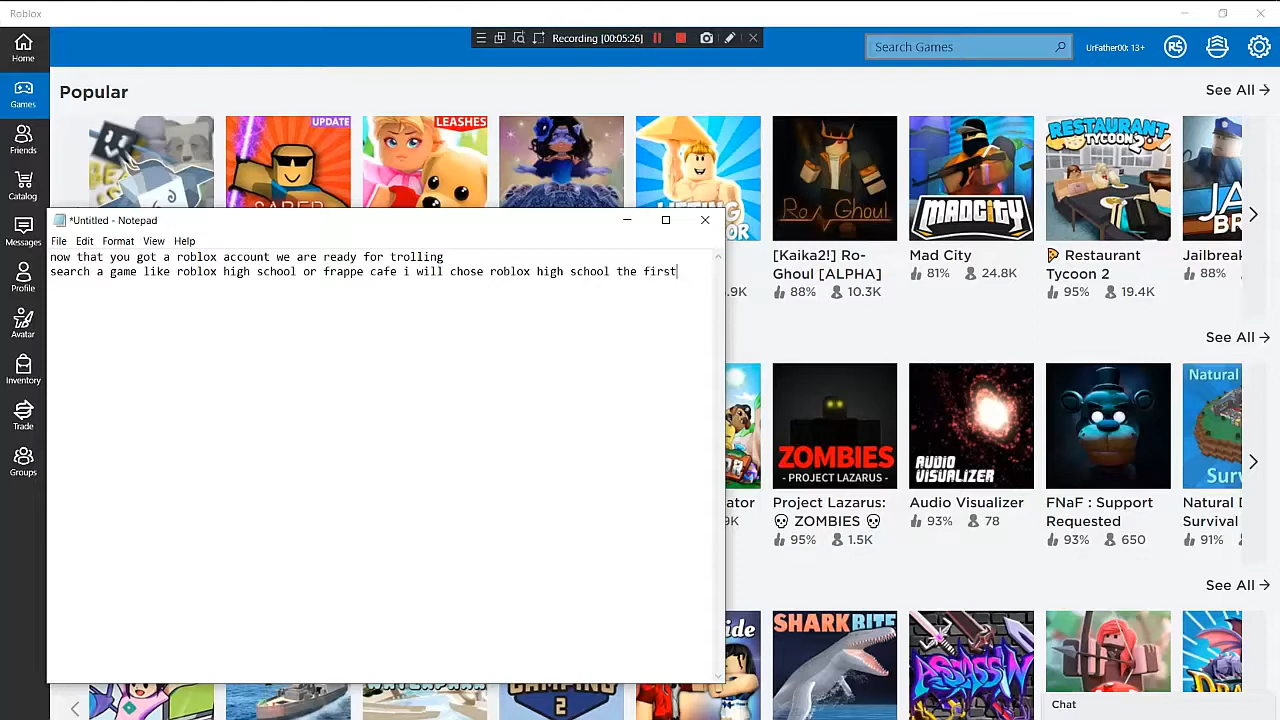 Roblox
Recording [00:05:26]
Home
Search Games
UrFather00: 13+
Games
Friends
Catalog
Messages
Profile
Avatar
Inventory
Trade
Groups
Popular
See All
UPDATE
LEASHES
Ro Ghoul
MADCITY
RESTAURANT
TYCOON 2
[Kaika2!] Ro-
Ghoul [ALPHA]
Mad City
Restaurant
Tycoon 2
88%
10.3K
81%
24.8K
95%
19.4K
88%
*Untitled - Notepad
File Edit Format View Help
now that you got a roblox account we are ready for trolling
search a game like roblox high school or frappe cafe i will chose roblox high school the first
See All
ZOMBIES
- PROJECT LAZARUS -
AUDIO
VISUALIZER
Natural
Project Lazarus:
ZOMBIES
Audio Visualizer
FNaF : Support
Requested
Survival
95%
1.5K
93%
78
93%
650
91%
See All
SHARKBITE
2
Chat